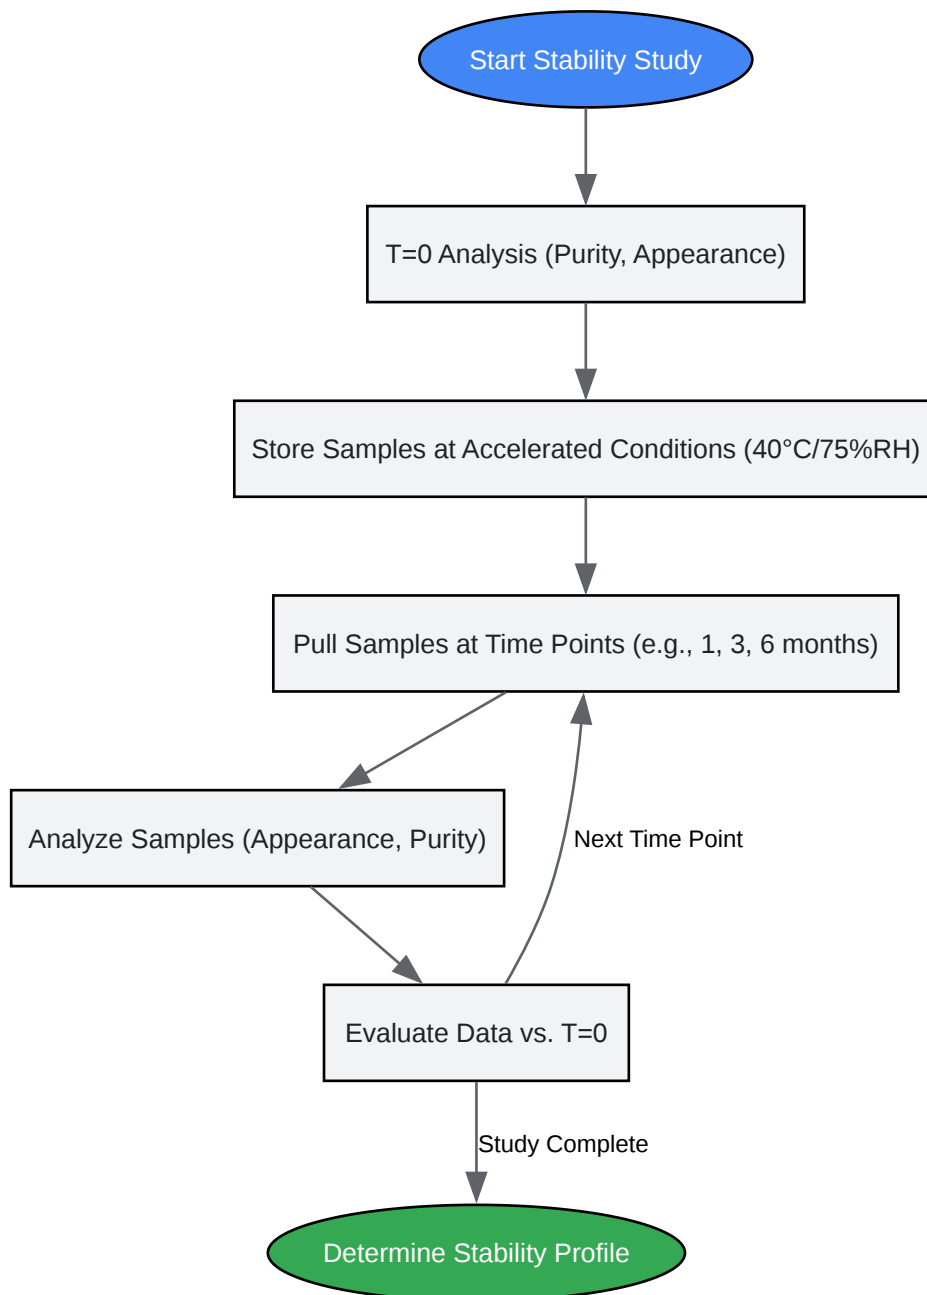 Start Stability Study
T=0 Analysis (Purity, Appearance)
Store Samples at Accelerated Conditions (40°C/75%RH)
Pull Samples at Time Points (e.g., 1, 3, 6 months)
Analyze Samples (Appearance, Purity)
Next Time Point
Evaluate Data vs. T=0
Study Complete
Determine Stability Profile